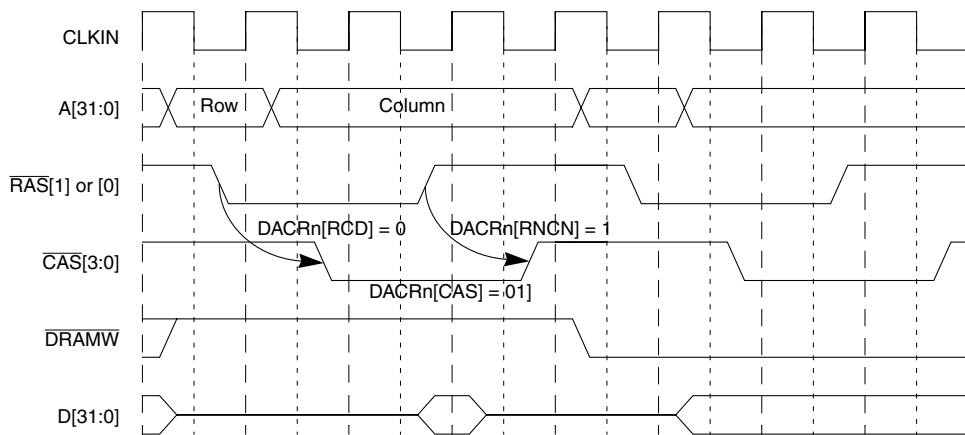 CLKIN
A[31:0]
Row
Column
RAS[1] or [0]
DACRn[RCD] = 0
DACRn[RNCN] = 1
CAS[3:0]
DACRn[CAS] = 01]
DRAMW
D[31:0]